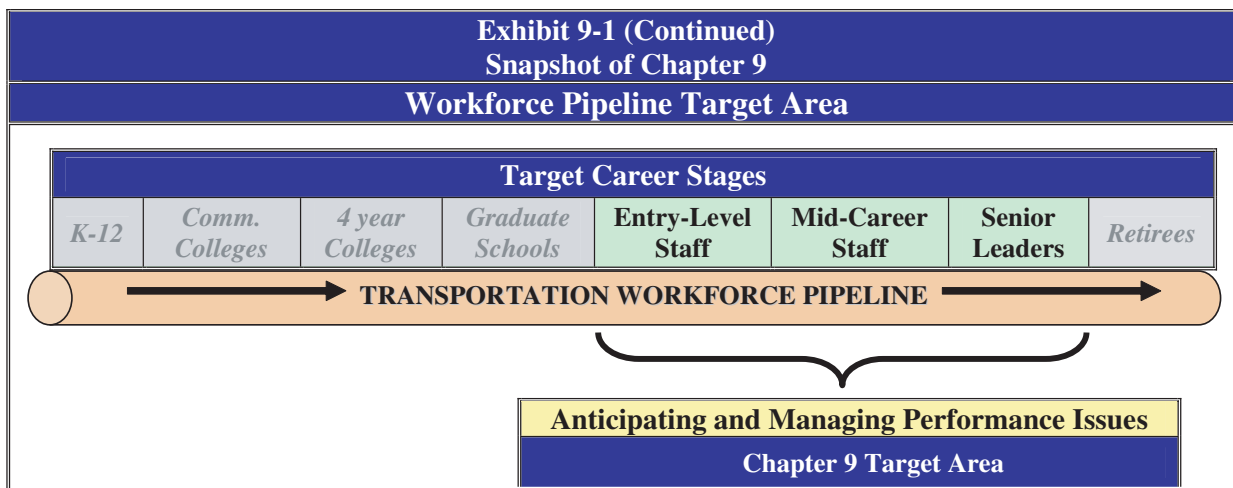 Exhibit 9-1 (Continued)
Snapshot of Chapter 9
Workforce Pipeline Target Area
Target Career Stages
K-12
Comm.
Colleges
4 year
Colleges
Graduate
Schools
Entry-Level
Staff
Mid-Career
Staff
Senior
Leaders
Retirees
TRANSPORTATION WORKFORCE PIPELINE
Anticipating and Managing Performance Issues
Chapter 9 Target Area